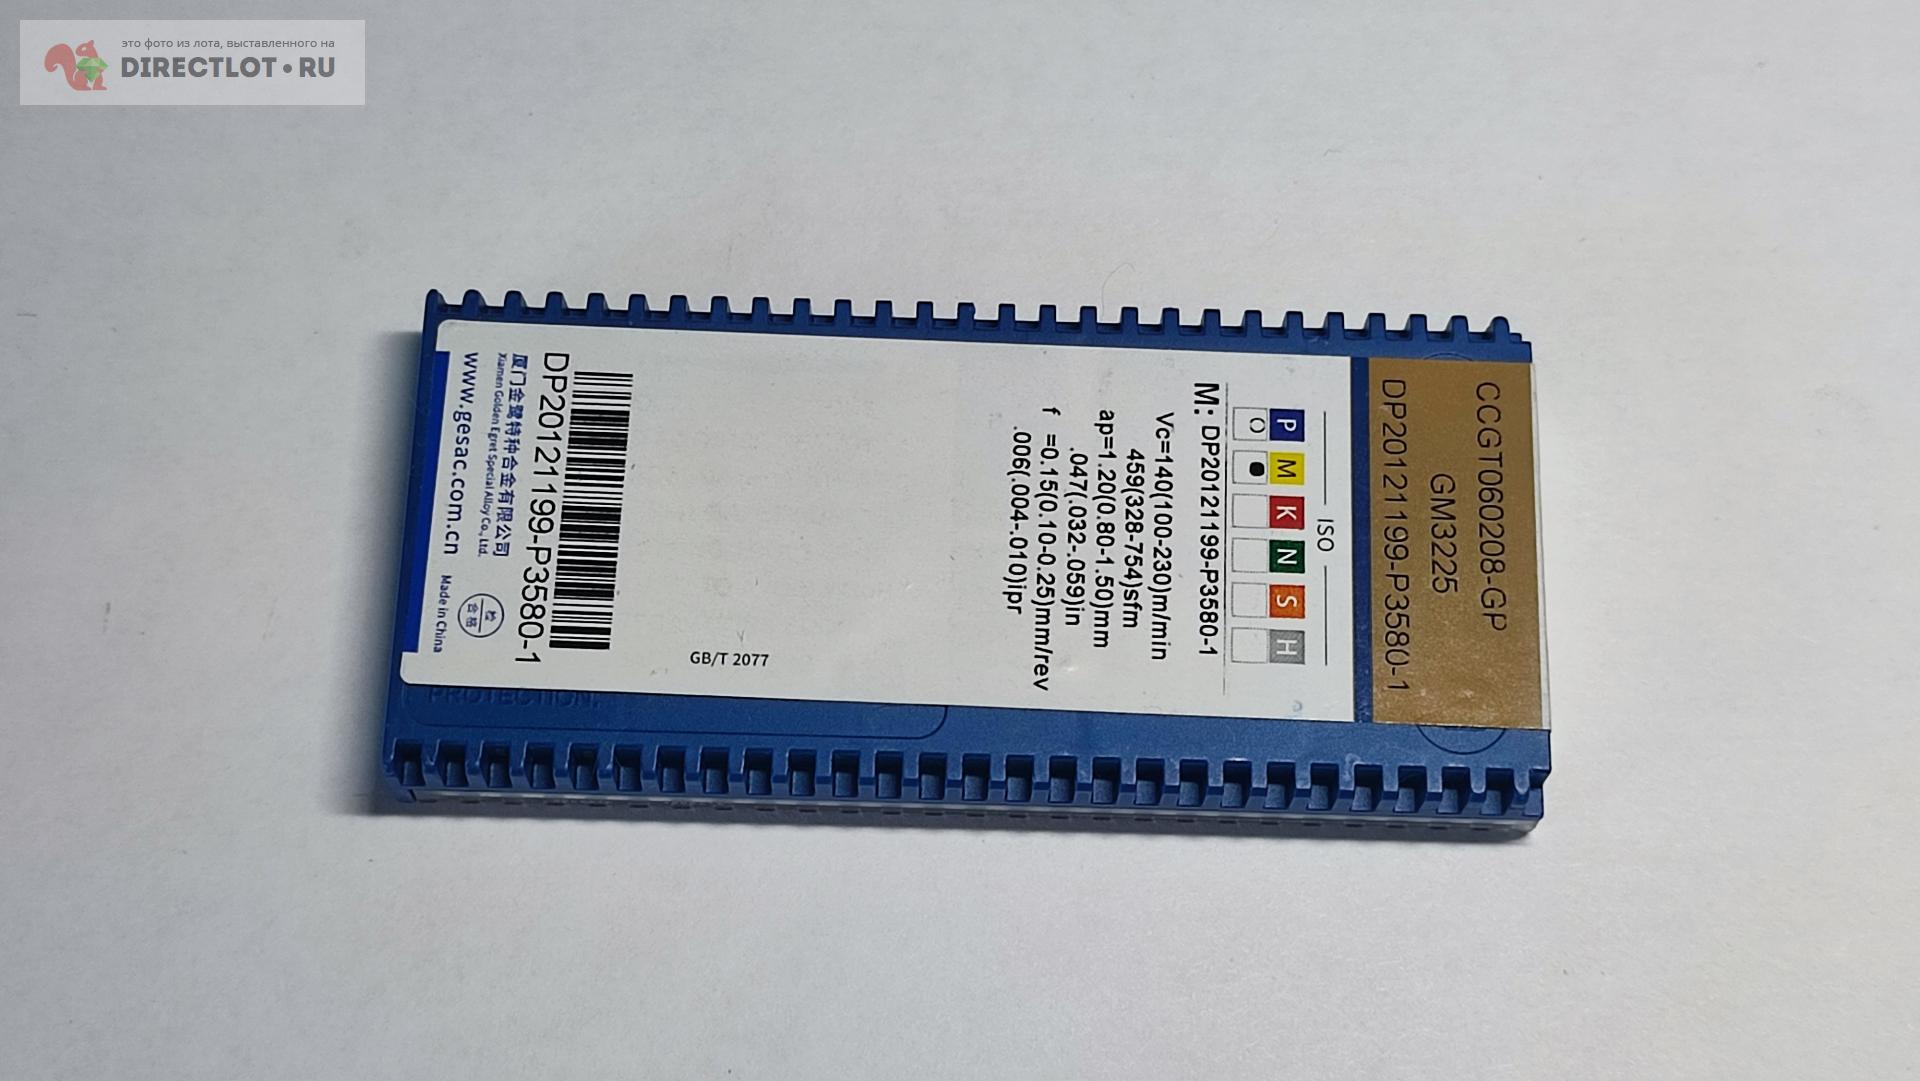 это фото из лота, выставленного на
DIRECTLOT•RU
CCGT060208-GP
GM3225
DP20121199-P3580-1
ISO
P M K N S H
M: DP20121199-P3580-1
Vc=140(100-230)m/min
459(328-754)sfm
ap=1.20(0.80-1.50)mm
.047(.032-.059)in
f =0.15(0.10-0.25)mm/rev
.006(.004-.010)ipr
GB/T 2077
DP20121199-P3580-1
厦门金鹭特种合金有限公司
Xiamen Golden Egret Special Alloy Co., Ltd.
检
合格
www.gesac.com.cn
Made in China
PROTECTION.